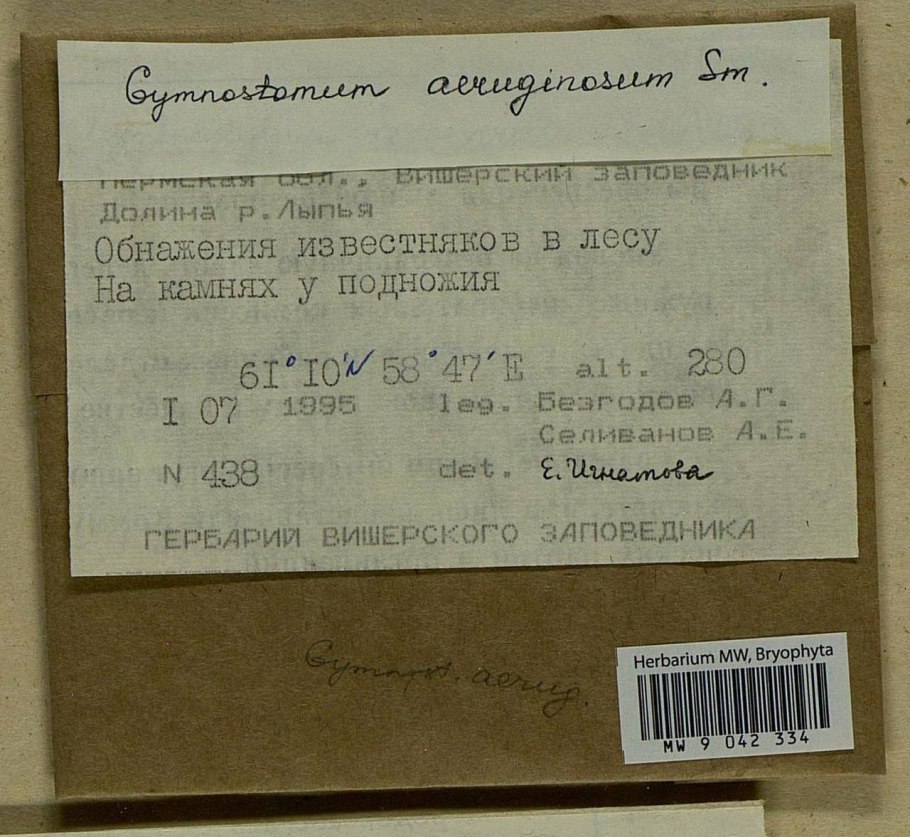 Gymnostomum aeruginosum Sm.
Пермская обл., Вишерский заповедник
Долина р.Лыпья
Обнажения известняков в лесу
На камнях у подножия
61°10'N 58°47'E alt. 280
I 07 1995 leg. Безгодов А.Г.
Селиванов А.Е.
N 438 det. Е.Игнатова
ГЕРБАРИЙ ВИШЕРСКОГО ЗАПОВЕДНИКА
Gymnost. aerug.
Herbarium MW, Bryophyta
MW 9 042 334